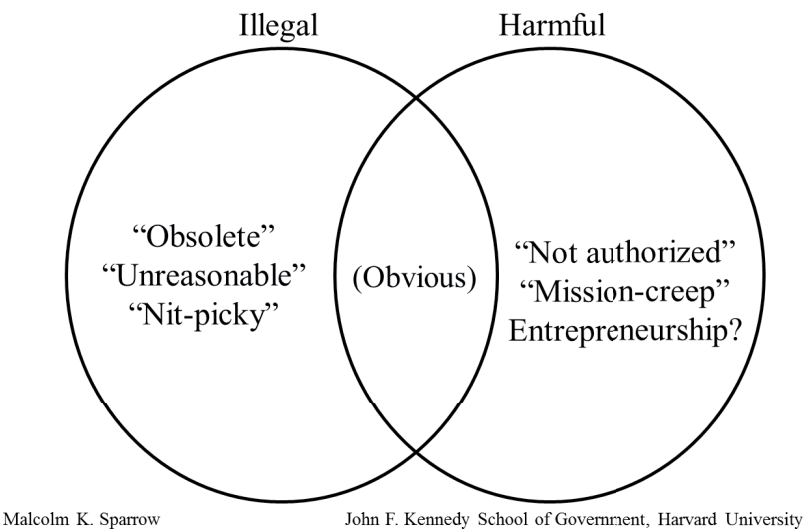 Illegal
Harmful
“Obsolete”
“Unreasonable”
“Nit-picky”
(Obvious)
“Not authorized”
“Mission-creep”
Entrepreneurship?
Malcolm K. Sparrow
John F. Kennedy School of Government, Harvard University